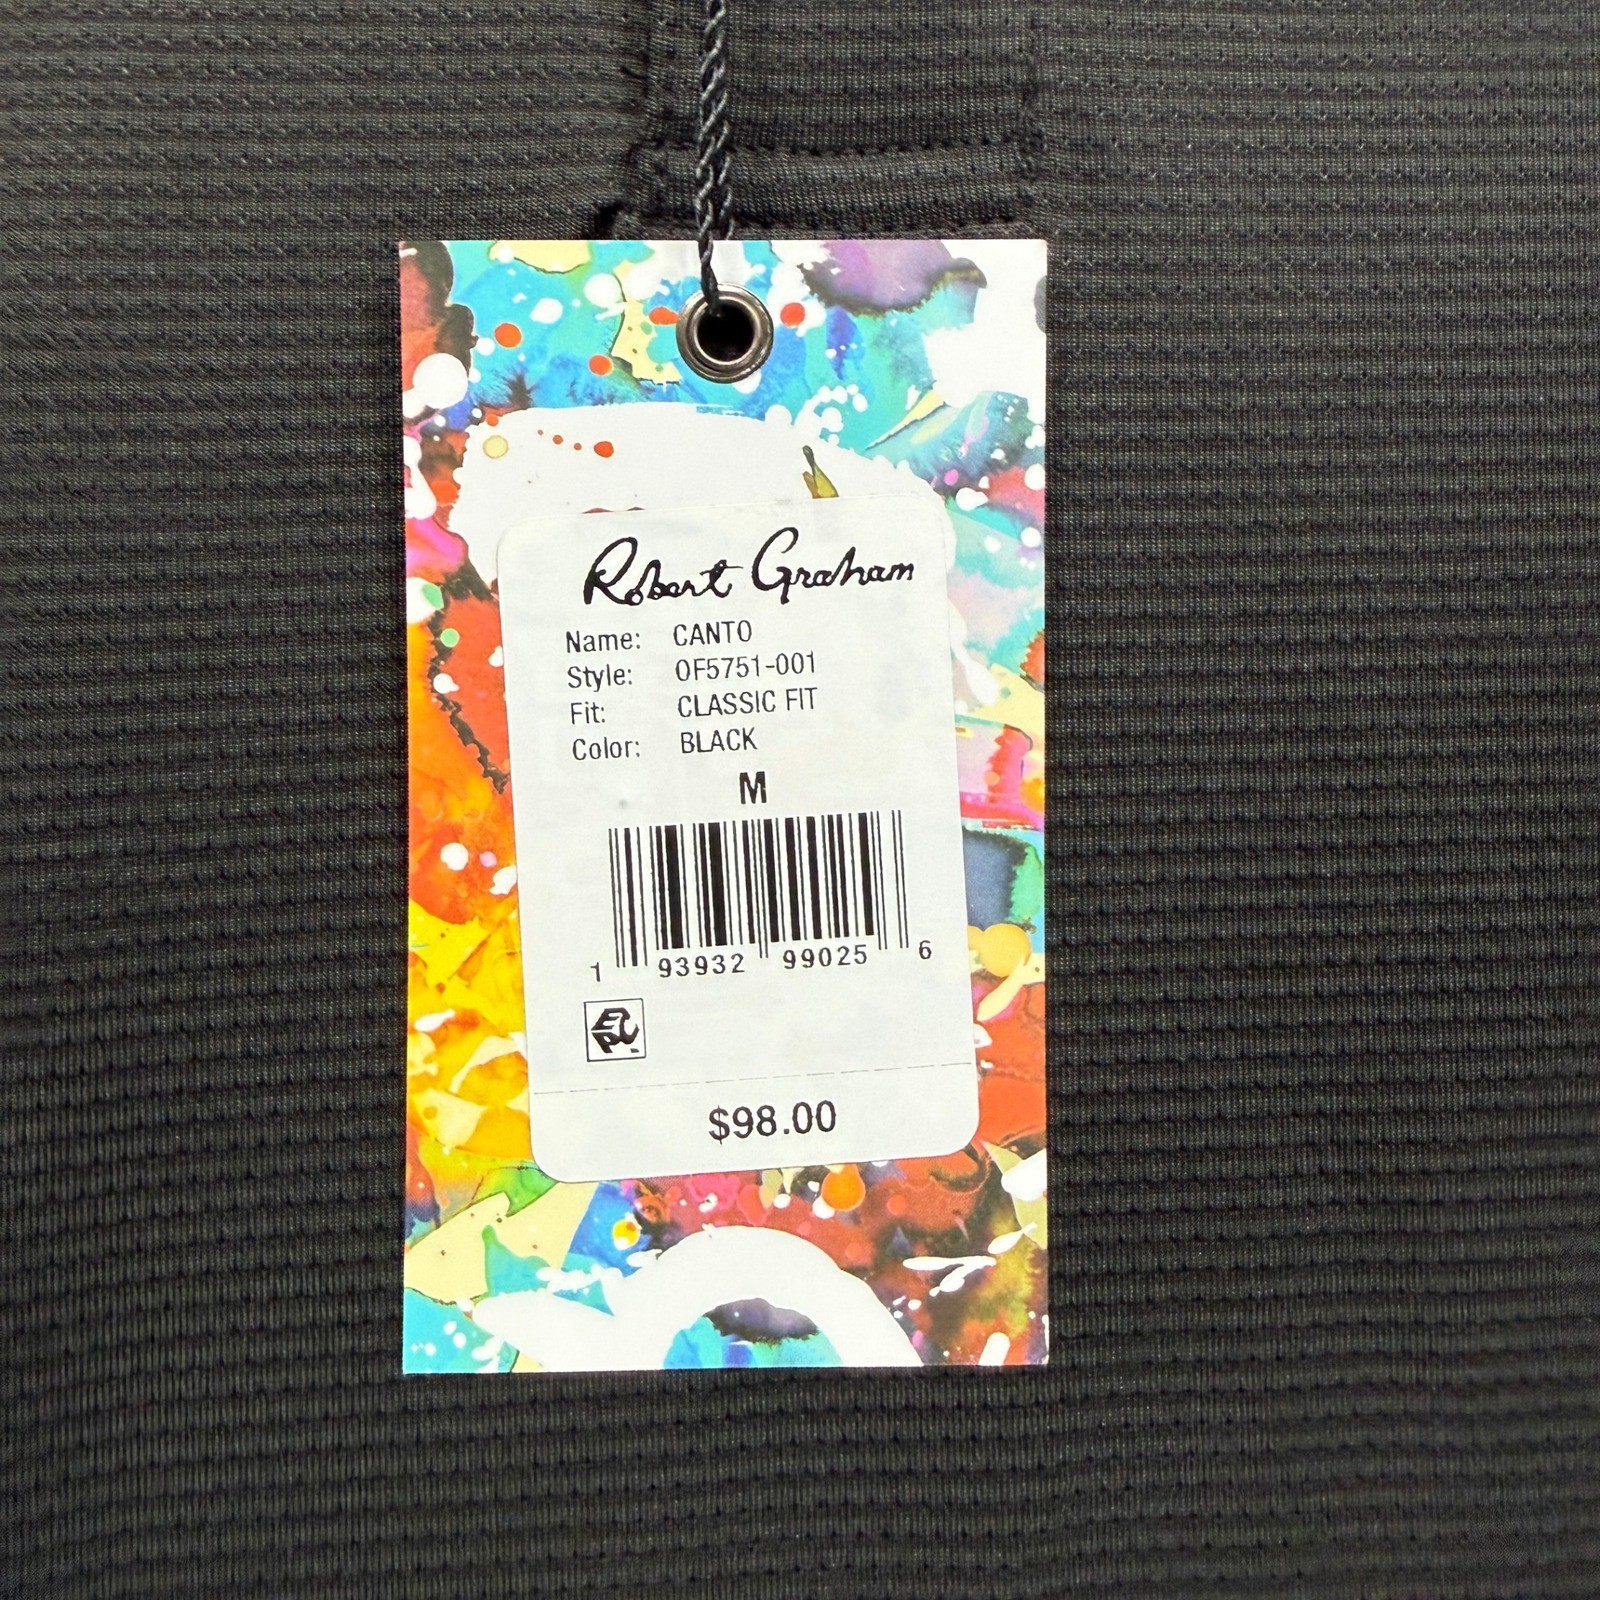 Robert Graham
Name: CANTO
Style: OF5751-001
Fit: CLASSIC FIT
Color: BLACK
M
1 93932 99025 6
$98.00